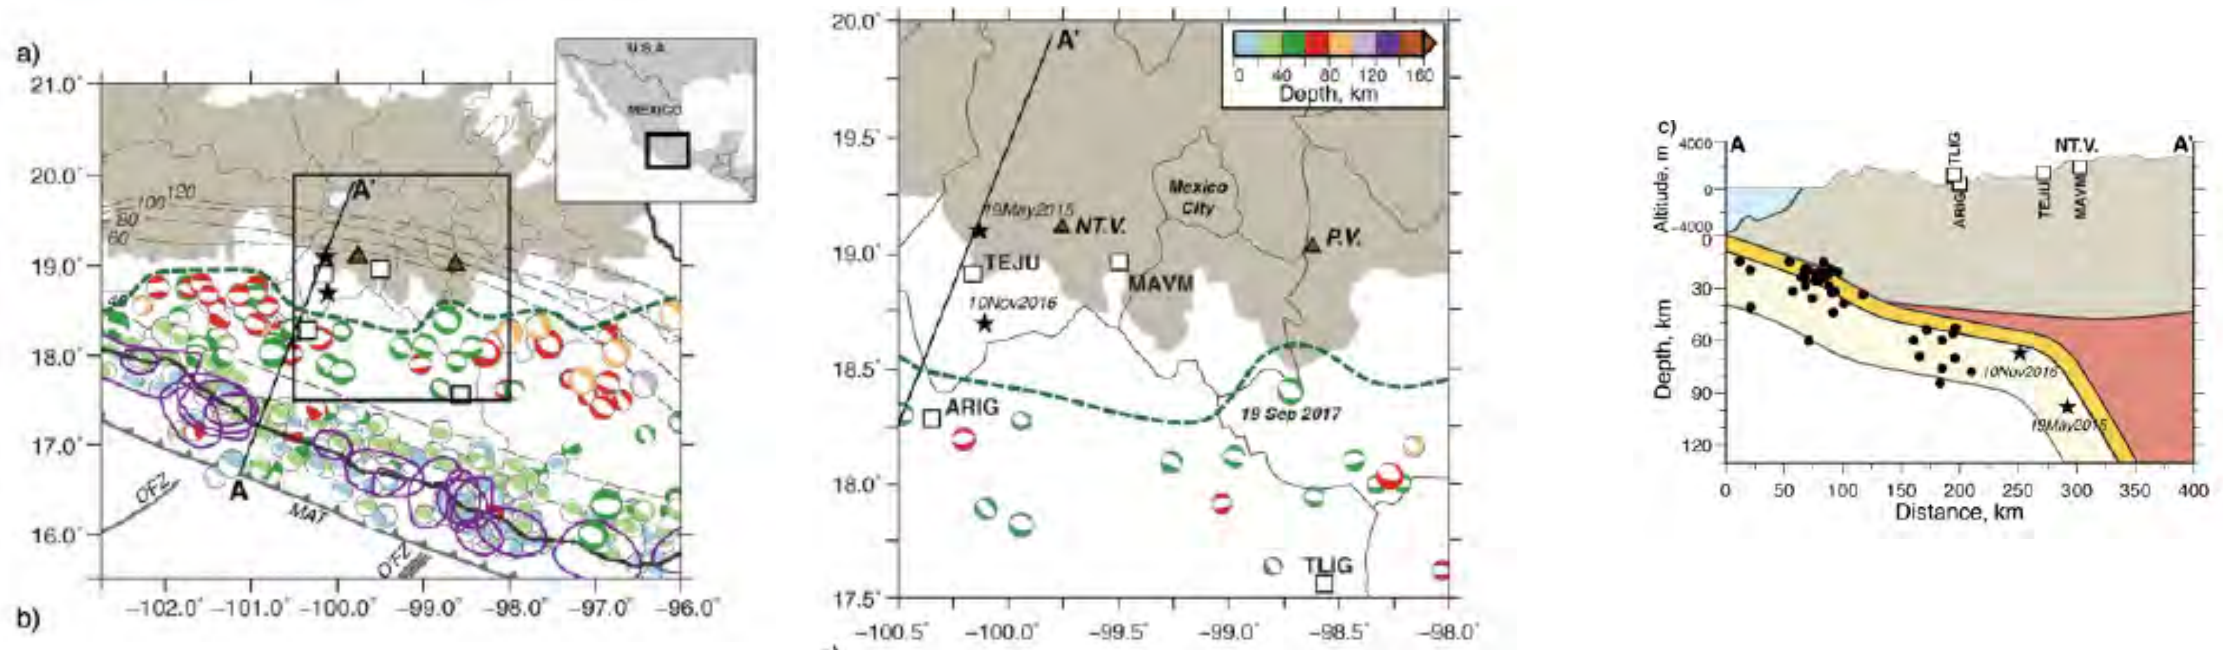 a)
U.S.A
MEXICO
21.0°
20.0°
19.0°
18.0°
17.0°
16.0°
100 120
80
60
40
A'
A
OFZ
MAT
OFZ
−102.0° −101.0° −100.0° −99.0° −98.0° −97.0° −96.0°
b)
20.0°
19.5°
19.0°
18.5°
18.0°
17.5°
A'
0 40 80 120 160
Depth, km
Mexico
City
19May2015
NT.V.
P.V.
TEJU
MAVM
10Nov2016
ARIG
19 Sep 2017
TLIG
−100.5° −100.0° −99.5° −99.0° −98.5° −98.0°
c)
A
A'
4000
0
−4000
Altitude, m
TLIG
ARIG
TEJU
NT.V.
MAVM
0
30
60
90
120
Depth, km
10Nov2016
19May2015
0 50 100 150 200 250 300 350 400
Distance, km